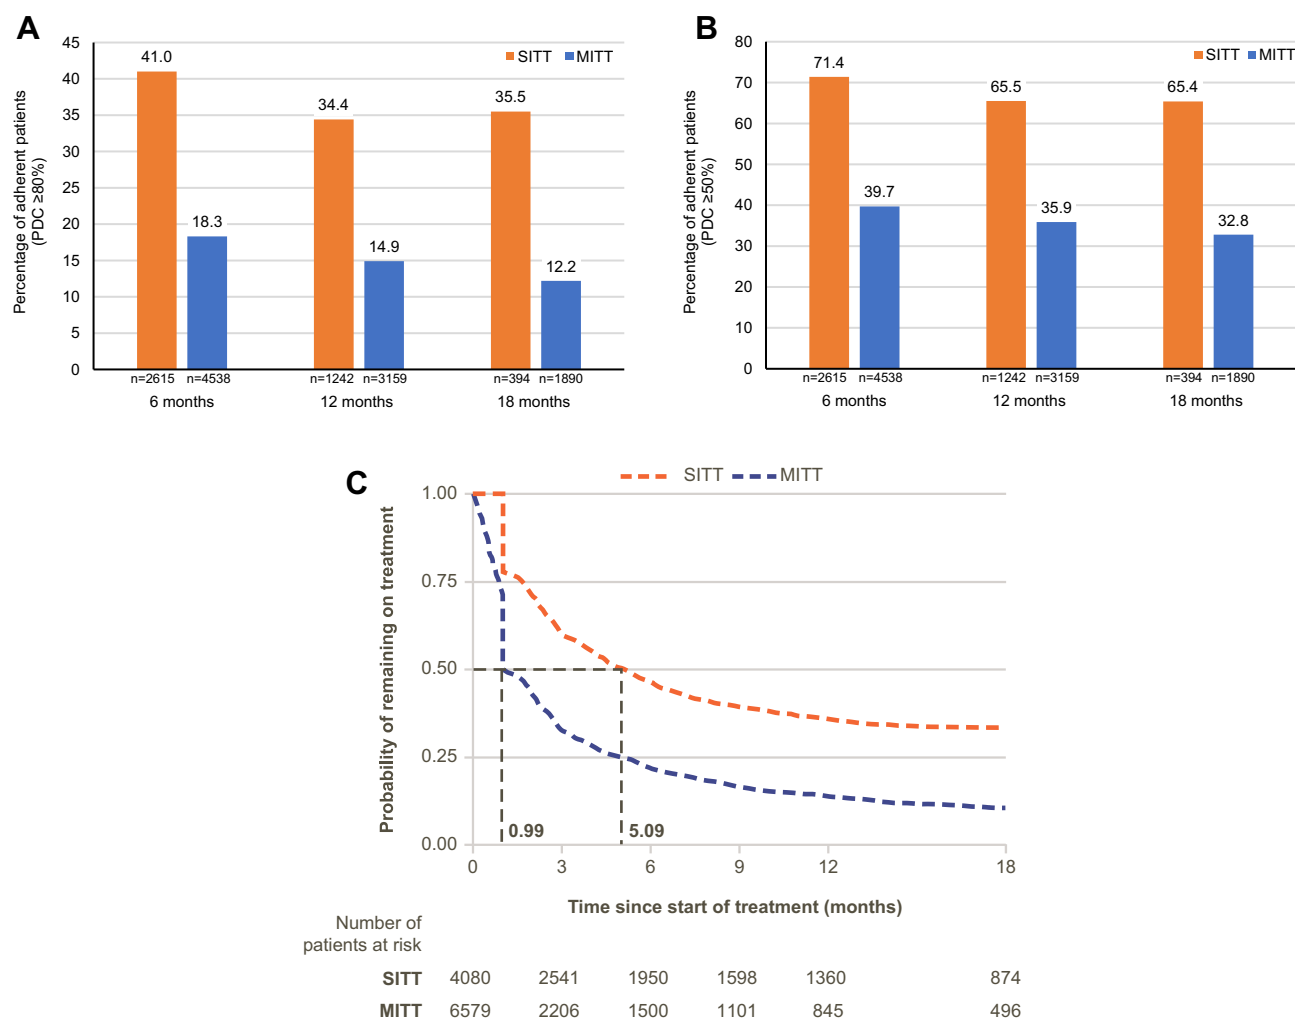 A
Percentage of adherent patients
(PDC ≥80%)
SITT MITT
45
40
35
30
25
20
15
10
5
0
41.0
18.3
34.4
14.9
35.5
12.2
n=2615 n=4538 n=1242 n=3159 n=394 n=1890
6 months 12 months 18 months
B
Percentage of adherent patients
(PDC ≥50%)
SITT MITT
80
70
60
50
40
30
20
10
0
71.4
39.7
65.5
35.9
65.4
32.8
n=2615 n=4538 n=1242 n=3159 n=394 n=1890
6 months 12 months 18 months
C
SITT MITT
Probability of remaining on treatment
1.00
0.75
0.50
0.25
0.00
0.99 5.09
0 3 6 9 12 18
Time since start of treatment (months)
Number of
patients at risk
SITT 4080 2541 1950 1598 1360 874
MITT 6579 2206 1500 1101 845 496